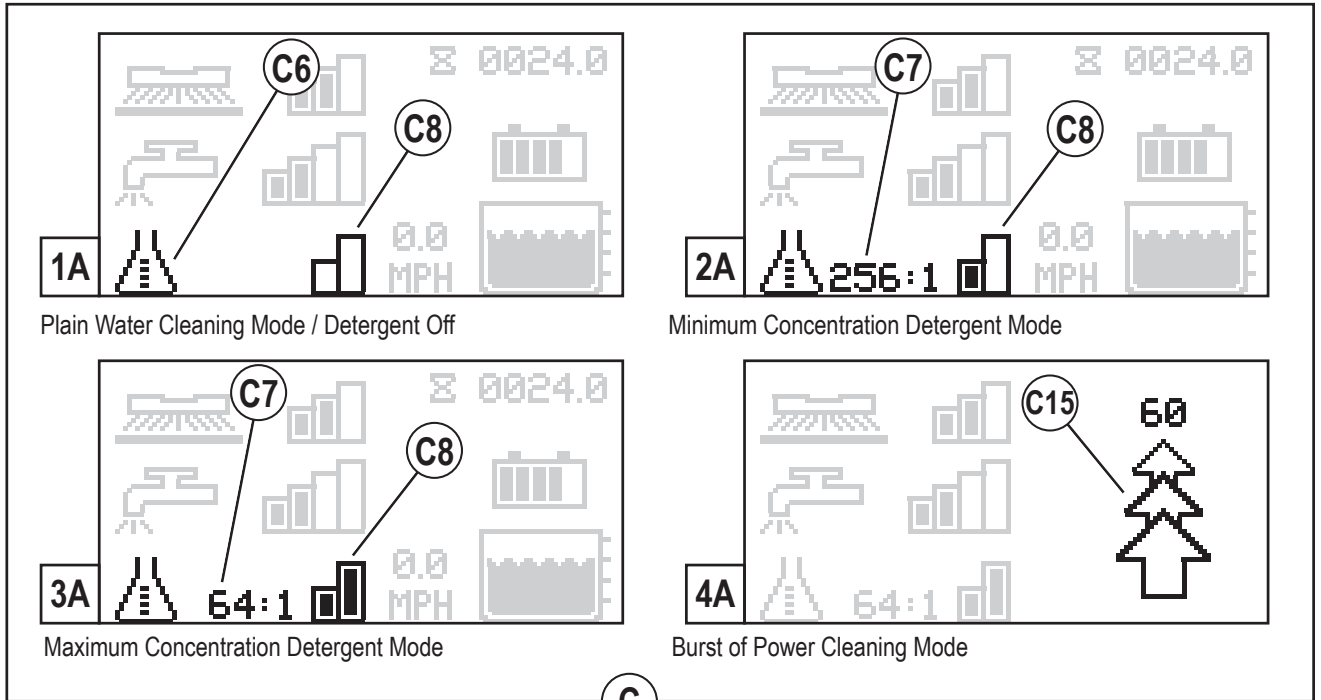 C6
0024.0
C8
0.0
1A
MPH
Plain Water Cleaning Mode / Detergent Off
C7
0024.0
C8
0.0
2A
256:1
MPH
Minimum Concentration Detergent Mode
C7
0024.0
C8
0.0
3A
64:1
MPH
Maximum Concentration Detergent Mode
C15
60
4A
64:1
Burst of Power Cleaning Mode
C